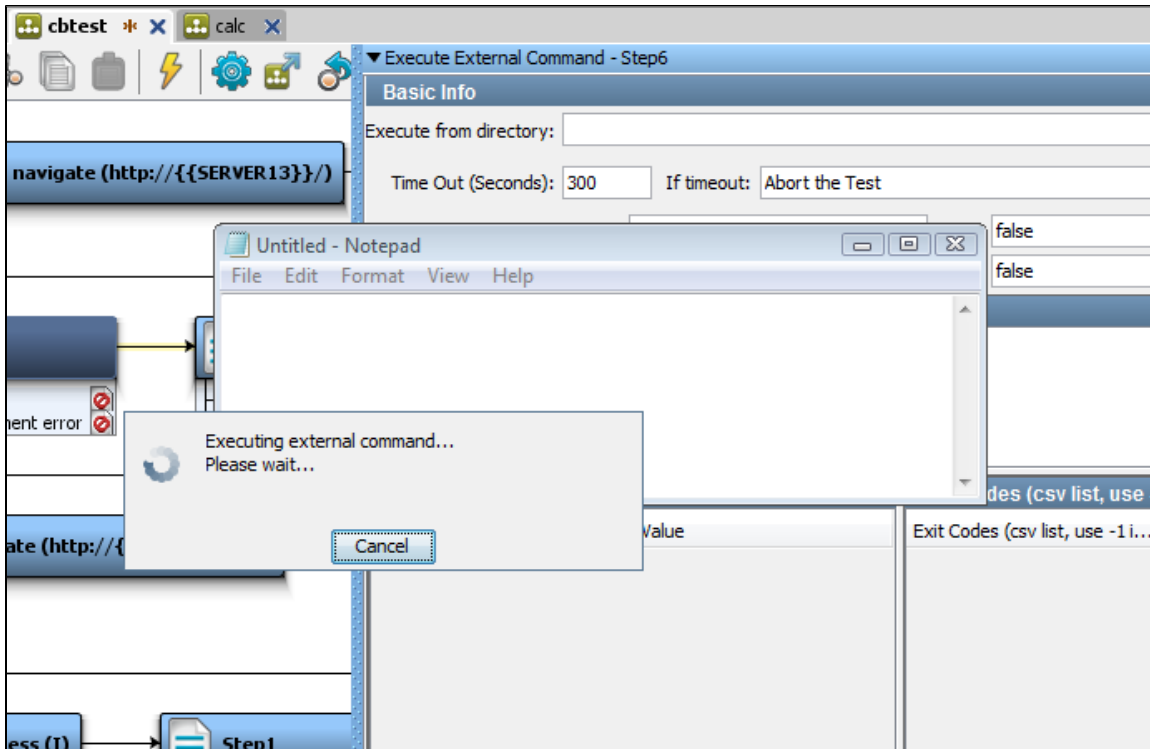 cbtest
calc
Execute External Command - Step6
Basic Info
Execute from directory:
navigate (http://{{SERVER13}}/)
Time Out (Seconds): 300 If timeout: Abort the Test
false
Untitled - Notepad
File Edit Format View Help
false
ent error
Executing external command...
Please wait...
des (csv list, use
Value
Exit Codes (csv list, use -1 i...
Cancel
ate (http://{
ess (I)
Step1